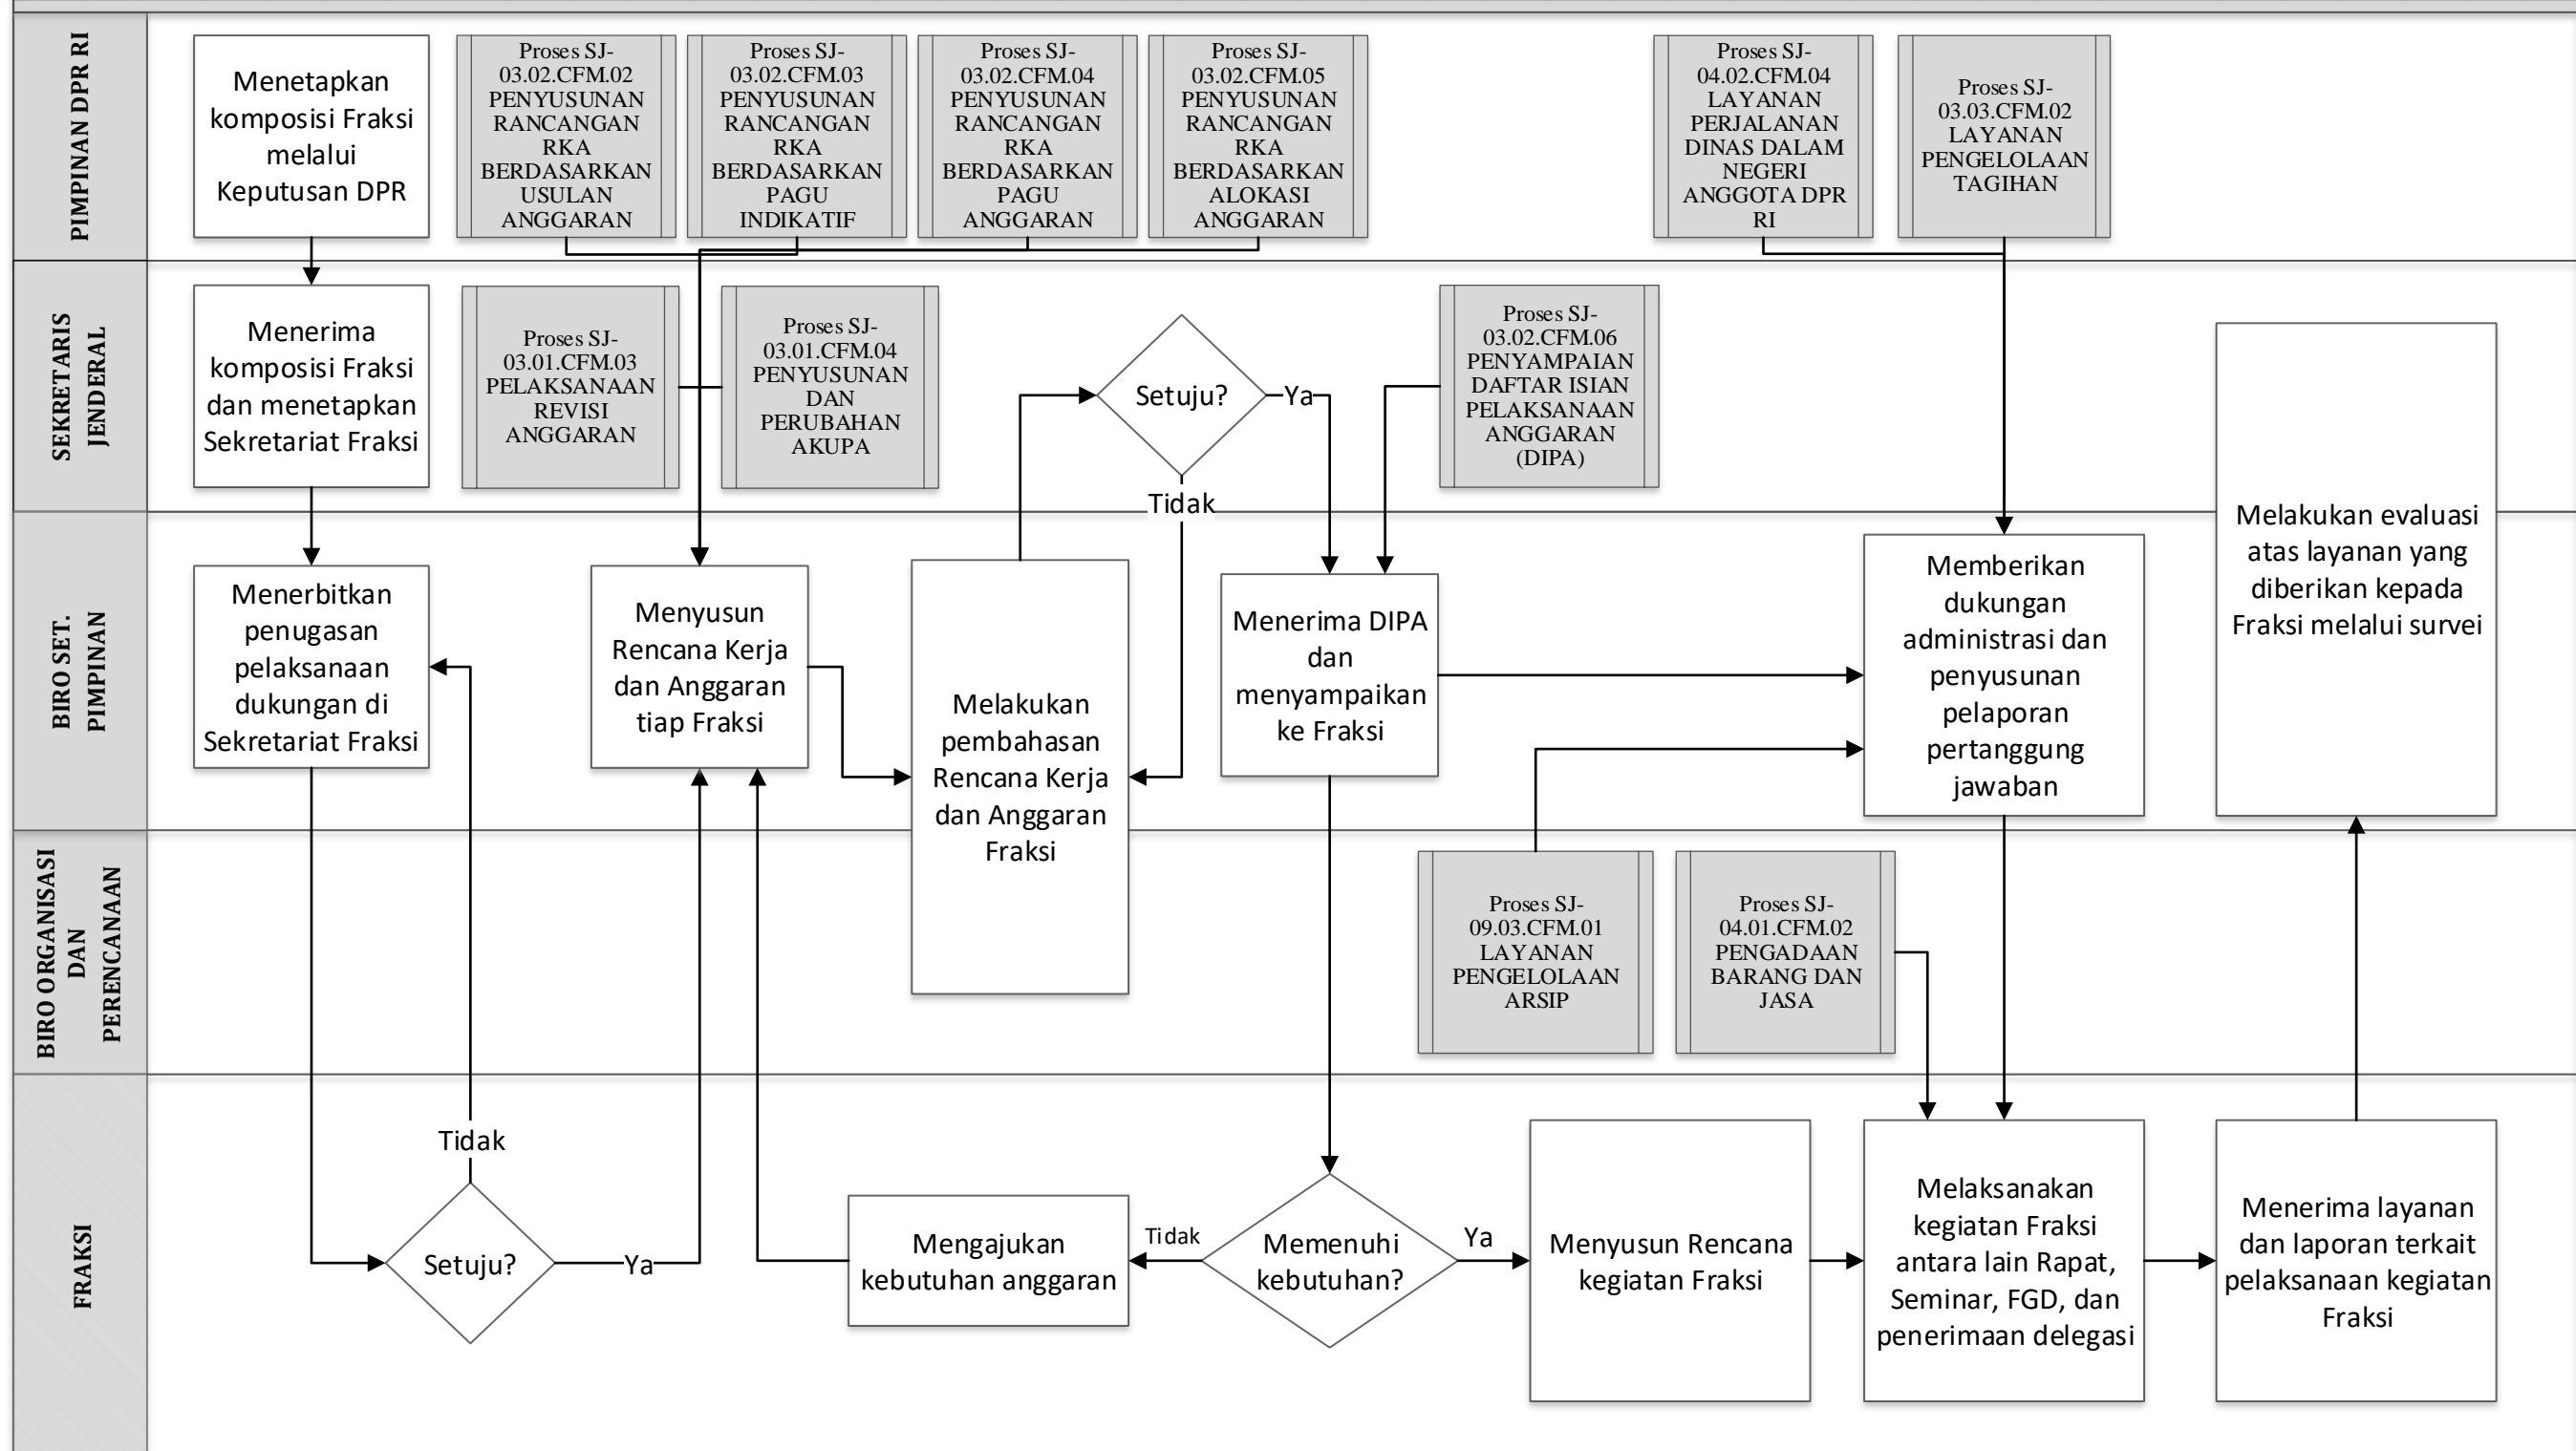 PIMPINAN DPR RI
Menetapkan
komposisi Fraksi
melalui
Keputusan DPR
Proses SJ-
03.02.CFM.02
PENYUSUNAN
RANCANGAN
RKA
BERDASARKAN
USULAN
ANGGARAN
Proses SJ-
03.02.CFM.03
PENYUSUNAN
RANCANGAN
RKA
BERDASARKAN
PAGU
INDIKATIF
Proses SJ-
03.02.CFM.04
PENYUSUNAN
RANCANGAN
RKA
BERDASARKAN
PAGU
ANGGARAN
Proses SJ-
03.02.CFM.05
PENYUSUNAN
RANCANGAN
RKA
BERDASARKAN
ALOKASI
ANGGARAN
Proses SJ-
04.02.CFM.04
LAYANAN
PERJALANAN
DINAS DALAM
NEGERI
ANGGOTA DPR
RI
Proses SJ-
03.03.CFM.02
LAYANAN
PENGELOLAAN
TAGIHAN
SEKRETARIS
JENDERAL
Menerima
komposisi Fraksi
dan menetapkan
Sekretariat Fraksi
Proses SJ-
03.01.CFM.03
PELAKSANAAN
REVISI
ANGGARAN
Proses SJ-
03.01.CFM.04
PENYUSUNAN
DAN
PERUBAHAN
AKUPA
Setuju?
Ya
Tidak
Proses SJ-
03.02.CFM.06
PENYAMPAIAN
DAFTAR ISIAN
PELAKSANAAN
ANGGARAN
(DIPA)
Melakukan evaluasi
atas layanan yang
diberikan kepada
Fraksi melalui survei
BIRO SET.
PIMPINAN
Menerbitkan
penugasan
pelaksanaan
dukungan di
Sekretariat Fraksi
Menyusun
Rencana Kerja
dan Anggaran
tiap Fraksi
Melakukan
pembahasan
Rencana Kerja
dan Anggaran
Fraksi
Menerima DIPA
dan
menyampaikan
ke Fraksi
Memberikan
dukungan
administrasi dan
penyusunan
pelaporan
pertanggung
jawaban
BIRO ORGANISASI
DAN
PERENCANAAN
Proses SJ-
09.03.CFM.01
LAYANAN
PENGELOLAAN
ARSIP
Proses SJ-
04.01.CFM.02
PENGADAAN
BARANG DAN
JASA
FRAKSI
Tidak
Setuju?
Ya
Mengajukan
kebutuhan anggaran
Tidak
Memenuhi
kebutuhan?
Ya
Menyusun Rencana
kegiatan Fraksi
Melaksanakan
kegiatan Fraksi
antara lain Rapat,
Seminar, FGD, dan
penerimaan delegasi
Menerima layanan
dan laporan terkait
pelaksanaan kegiatan
Fraksi